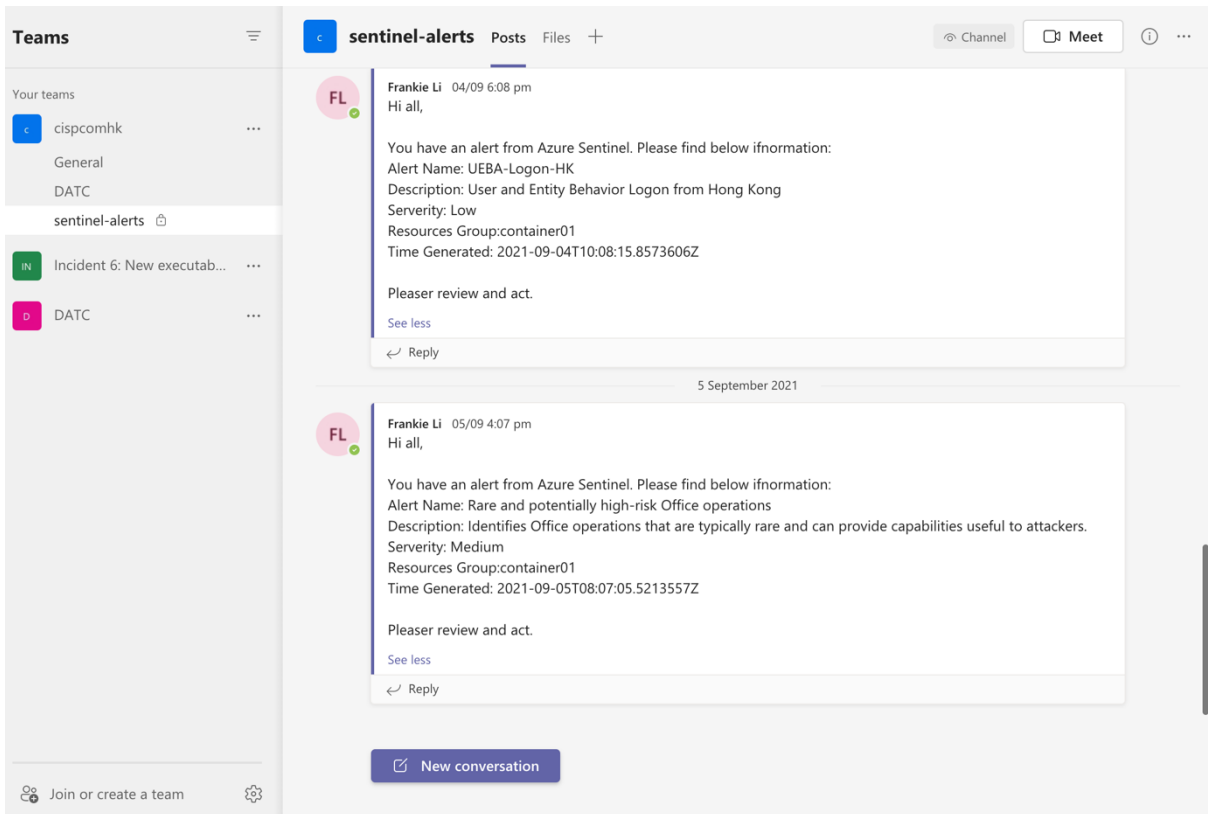 Teams
Your teams
c
cispcomhk
General
DATC
sentinel-alerts
IN
Incident 6: New executab...
D
DATC
Join or create a team
c
sentinel-alerts
Posts
Files
Channel
Meet
FL
Frankie Li 04/09 6:08 pm
Hi all,
You have an alert from Azure Sentinel. Please find below ifnormation:
Alert Name: UEBA-Logon-HK
Description: User and Entity Behavior Logon from Hong Kong
Serverity: Low
Resources Group:container01
Time Generated: 2021-09-04T10:08:15.8573606Z
Pleaser review and act.
See less
Reply
5 September 2021
FL
Frankie Li 05/09 4:07 pm
Hi all,
You have an alert from Azure Sentinel. Please find below ifnormation:
Alert Name: Rare and potentially high-risk Office operations
Description: Identifies Office operations that are typically rare and can provide capabilities useful to attackers.
Serverity: Medium
Resources Group:container01
Time Generated: 2021-09-05T08:07:05.5213557Z
Pleaser review and act.
See less
Reply
New conversation